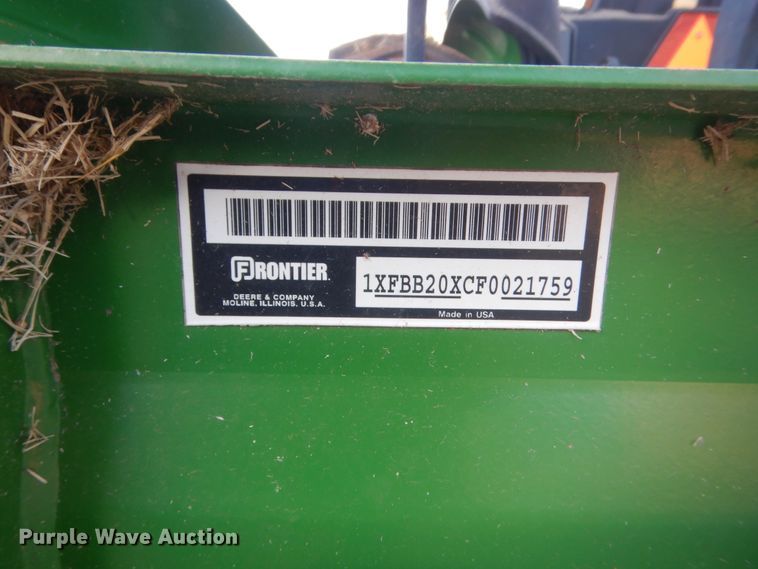 FRONTIER
DEERE & COMPANY
MOLINE, ILLINOIS, U.S.A.
1XFBB20XCF0021759
Made in USA
Purple Wave Auction